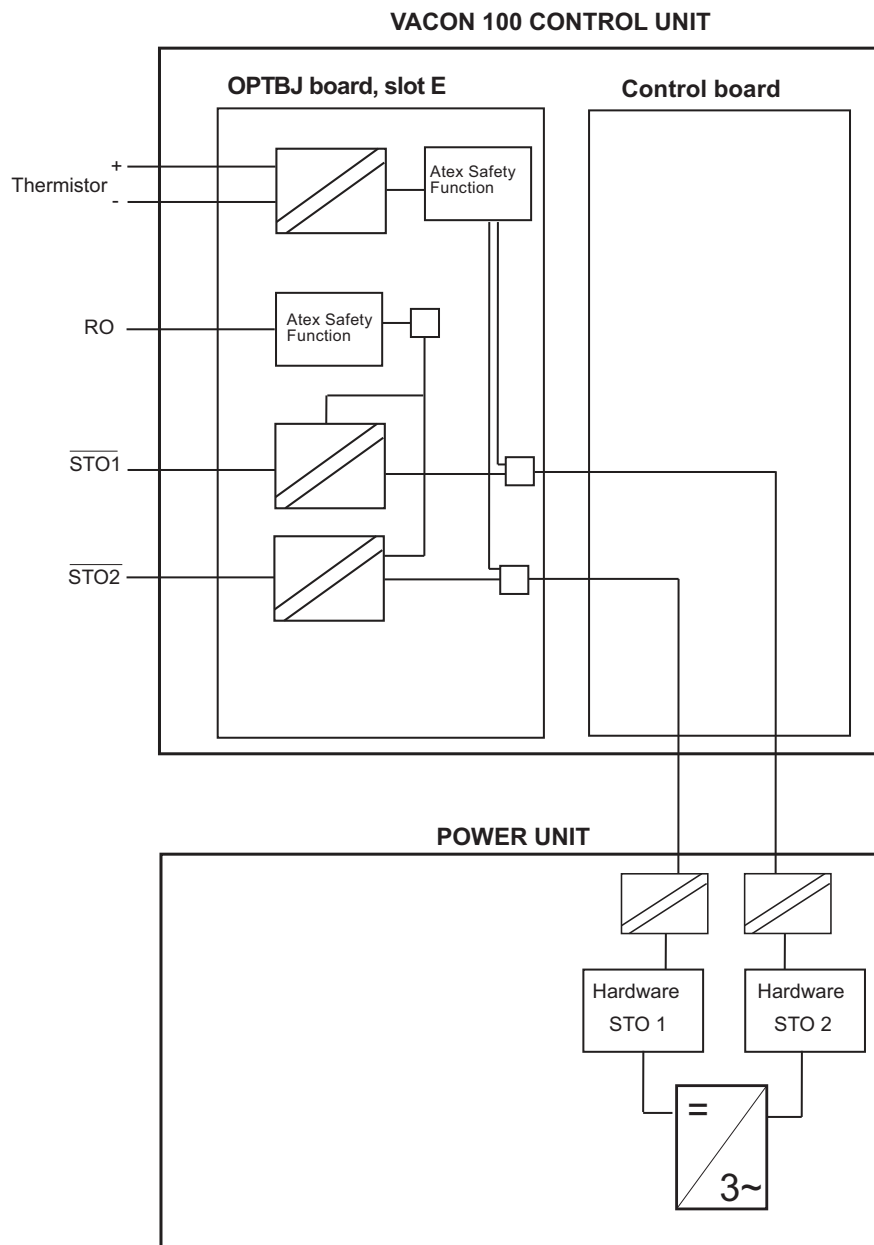 VACON 100 CONTROL UNIT
OPTBJ board, slot E
Control board
+
Thermistor
-
Atex Safety
Function
RO
Atex Safety
Function
STO1
STO2
POWER UNIT
Hardware
STO 1
Hardware
STO 2
=
3~